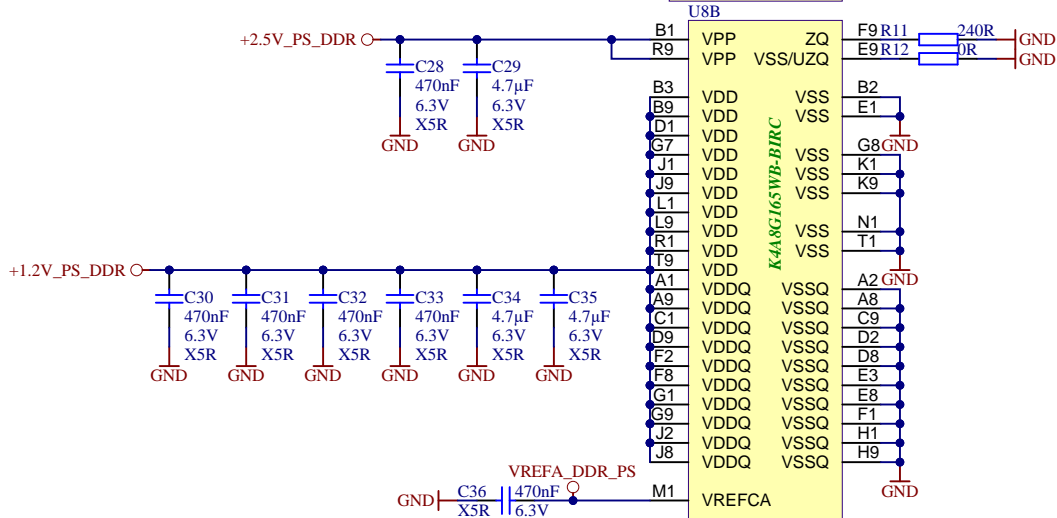 U8B
+2.5V_PS_DDR
B1 VPP ZQ F9 R11 240R GND
R9 VPP VSS/UZQ E9 R12 0R GND
C28 C29
470nF 4.7µF
6.3V 6.3V
X5R X5R
GND GND
B3 VDD VSS B2
B9 VDD VSS E1
D1 VDD GND
G7 VDD VSS G8
J1 VDD VSS K1
J9 VDD VSS K9
L1 VDD
L9 VDD VSS N1
R1 VDD VSS T1
+1.2V_PS_DDR T9 VDD GND
A1 VDDQ VSSQ A2
A9 VDDQ VSSQ A8
C1 VDDQ VSSQ C9
D9 VDDQ VSSQ D2
F2 VDDQ VSSQ D8
F8 VDDQ VSSQ E3
G1 VDDQ VSSQ E8
G9 VDDQ VSSQ F1
J2 VDDQ VSSQ H1
J8 VDDQ VSSQ H9
GND
K4A8G165WB-BIRC
C30 C31 C32 C33 C34 C35
470nF 470nF 470nF 470nF 4.7µF 4.7µF
6.3V 6.3V 6.3V 6.3V 6.3V 6.3V
X5R X5R X5R X5R X5R X5R
GND GND GND GND GND GND
VREFA_DDR_PS
GND C36 470nF M1 VREFCA
X5R 6.3V